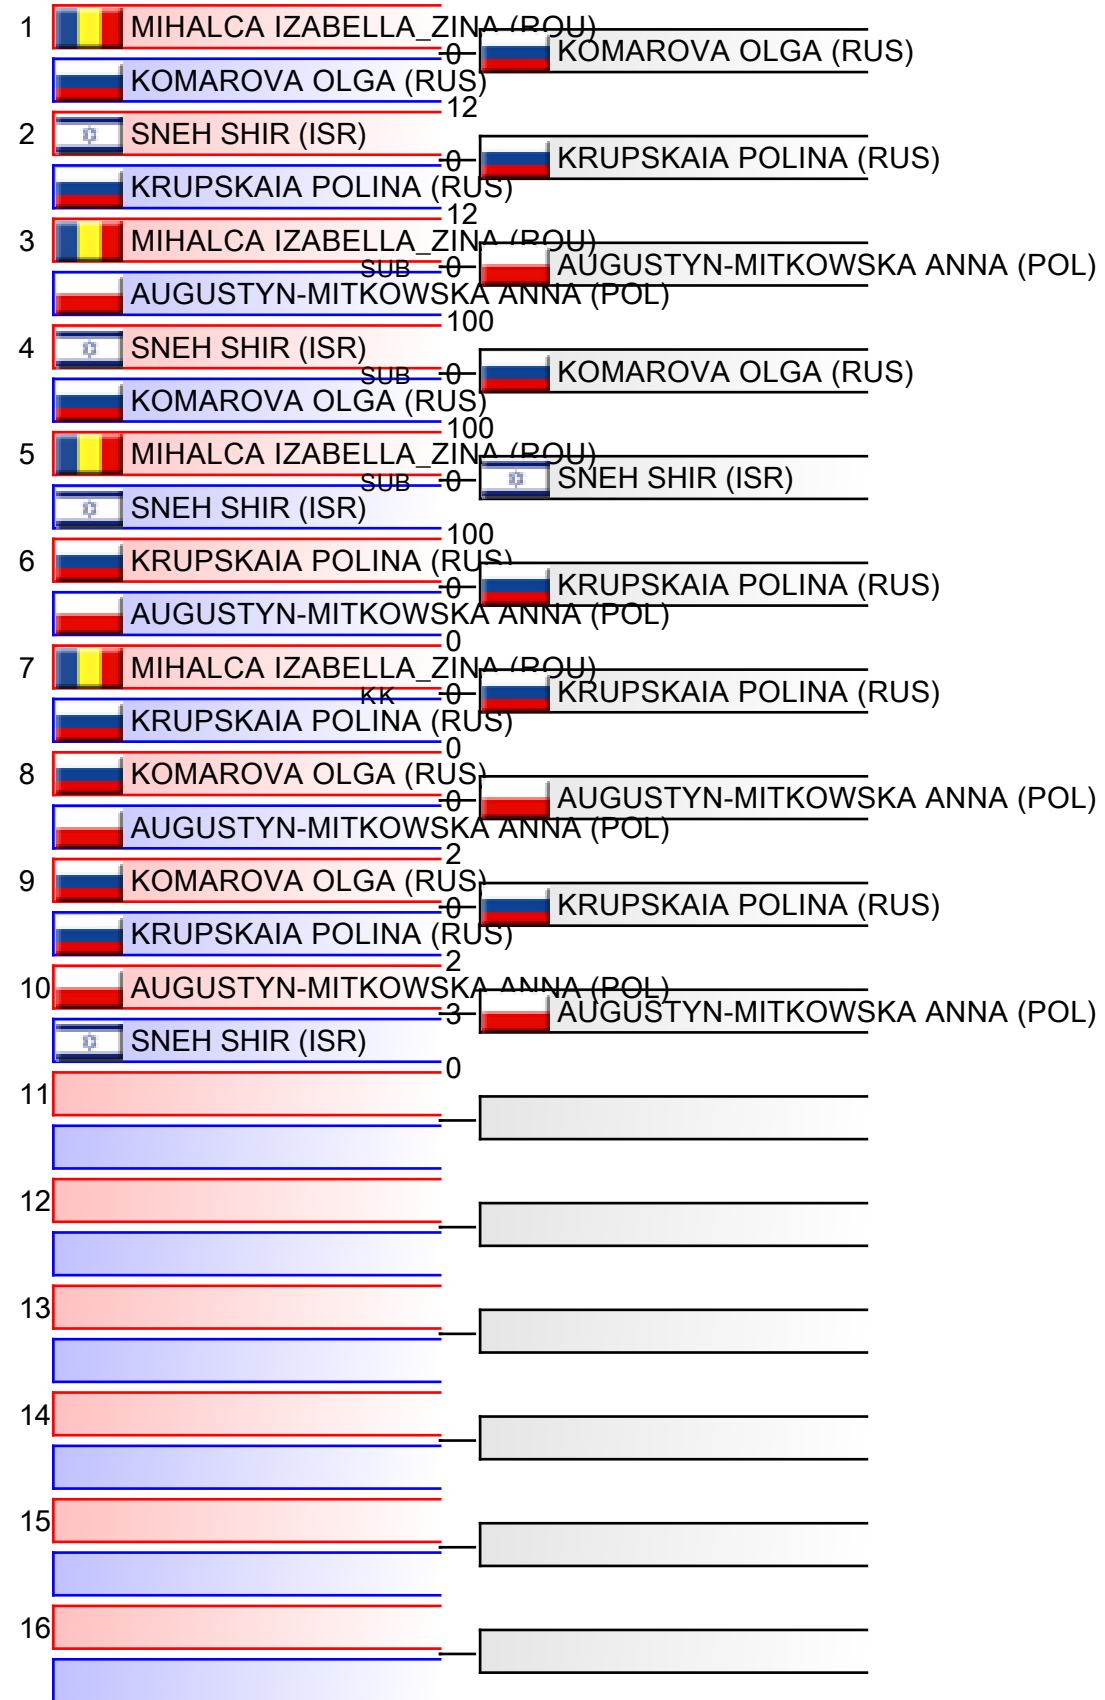 1 MIHALCA IZABELLA_ZINA (ROU)
0 KOMAROVA OLGA (RUS)
KOMAROVA OLGA (RUS)
12
2 SNEH SHIR (ISR)
0 KRUPSKAIA POLINA (RUS)
KRUPSKAIA POLINA (RUS)
12
3 MIHALCA IZABELLA_ZINA (ROU)
SUB 0 AUGUSTYN-MITKOWSKA ANNA (POL)
AUGUSTYN-MITKOWSKA ANNA (POL)
100
4 SNEH SHIR (ISR)
SUB 0 KOMAROVA OLGA (RUS)
KOMAROVA OLGA (RUS)
100
5 MIHALCA IZABELLA_ZINA (ROU)
SUB 0 SNEH SHIR (ISR)
SNEH SHIR (ISR)
100
6 KRUPSKAIA POLINA (RUS)
0 KRUPSKAIA POLINA (RUS)
AUGUSTYN-MITKOWSKA ANNA (POL)
0
7 MIHALCA IZABELLA_ZINA (ROU)
KK 0 KRUPSKAIA POLINA (RUS)
KRUPSKAIA POLINA (RUS)
0
8 KOMAROVA OLGA (RUS)
0 AUGUSTYN-MITKOWSKA ANNA (POL)
AUGUSTYN-MITKOWSKA ANNA (POL)
2
9 KOMAROVA OLGA (RUS)
0 KRUPSKAIA POLINA (RUS)
KRUPSKAIA POLINA (RUS)
2
10 AUGUSTYN-MITKOWSKA ANNA (POL)
3 AUGUSTYN-MITKOWSKA ANNA (POL)
SNEH SHIR (ISR)
0
11
12
13
14
15
16